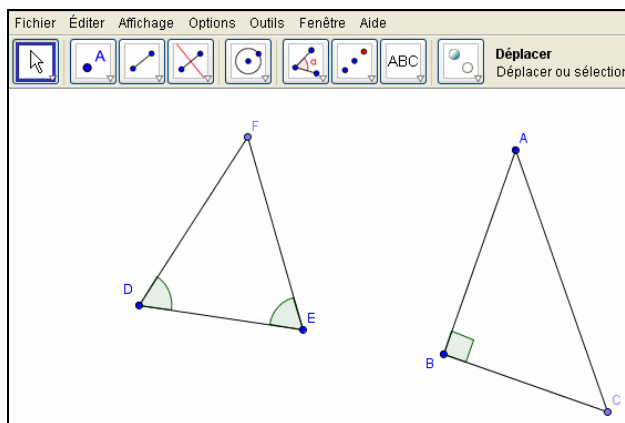 Fichier Éditer Affichage Options Outils Fenêtre Aide
A α ABC Déplacer
Déplacer ou sélection
F
A
D
E
B
C